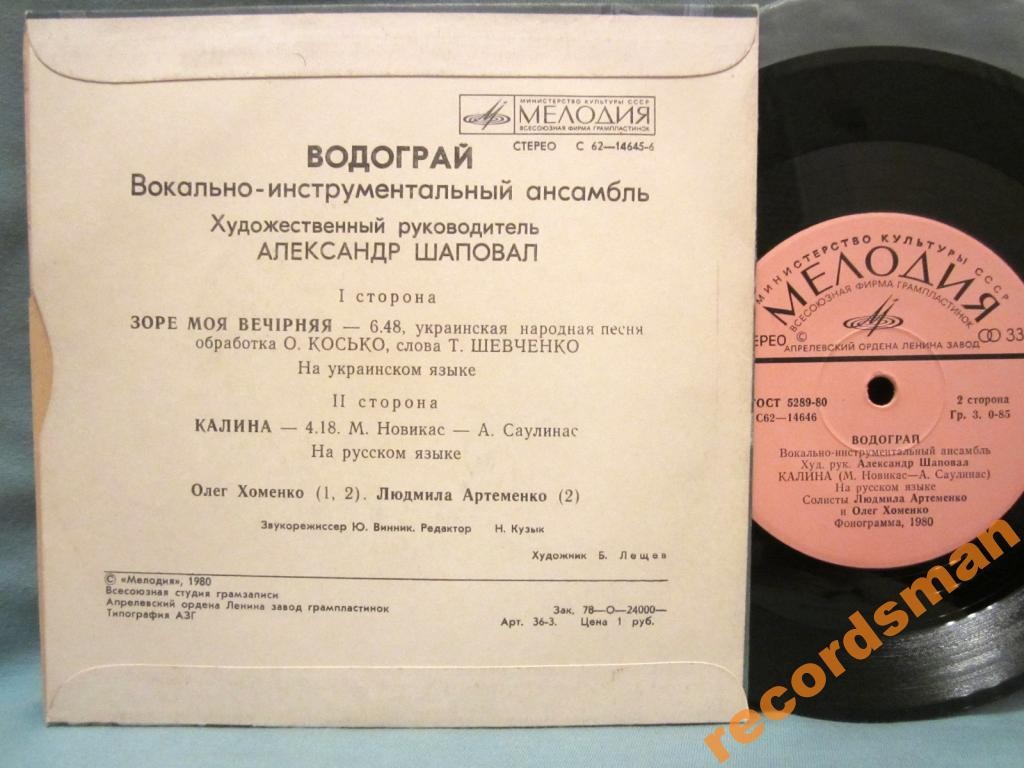 МИНИСТЕРСТВО КУЛЬТУРЫ СССР
МЕЛОДИЯ
ВСЕСОЮЗНАЯ ФИРМА ГРАМПЛАСТИНОК
СТЕРЕО С 62—14645-6
ВОДОГРАЙ
Вокально-инструментальный ансамбль
Художественный руководитель
АЛЕКСАНДР ШАПОВАЛ
I сторона
ЗОРЕ МОЯ ВЕЧІРНЯЯ — 6.48, украинская народная песня
обработка О. КОСЬКО, слова Т. ШЕВЧЕНКО
На украинском языке
II сторона
КАЛИНА — 4.18. М. Новикас — А. Саулинас
На русском языке
Олег Хоменко (1, 2). Людмила Артеменко (2)
Звукорежиссер Ю. Винник. Редактор Н. Кузык
Художник Б. Лещев
© «Мелодия», 1980
Всесоюзная студия грамзаписи
Апрелевский ордена Ленина завод грампластинок
Типография АЗГ
Зак. 78—О—24000—
Арт. 36-3. Цена 1 руб.
МИНИСТЕРСТВО КУЛЬТУРЫ СССР
МЕЛОДИЯ
ВСЕСОЮЗНАЯ ФИРМА ГРАМПЛАСТИНОК
ЕРЕО © 33
АПРЕЛЕВСКИЙ ОРДЕНА ЛЕНИНА ЗАВОД
ГОСТ 5289-80 2 сторона
С62—14646 Гр. 3. 0-85
ВОДОГРАЙ
Вокально-инструментальный ансамбль
Худ. рук. Александр Шаповал
КАЛИНА (М. Новикас—А. Саулинас)
На русском языке
Солисты Людмила Артеменко
и Олег Хоменко
Фонограмма, 1980
recordsman